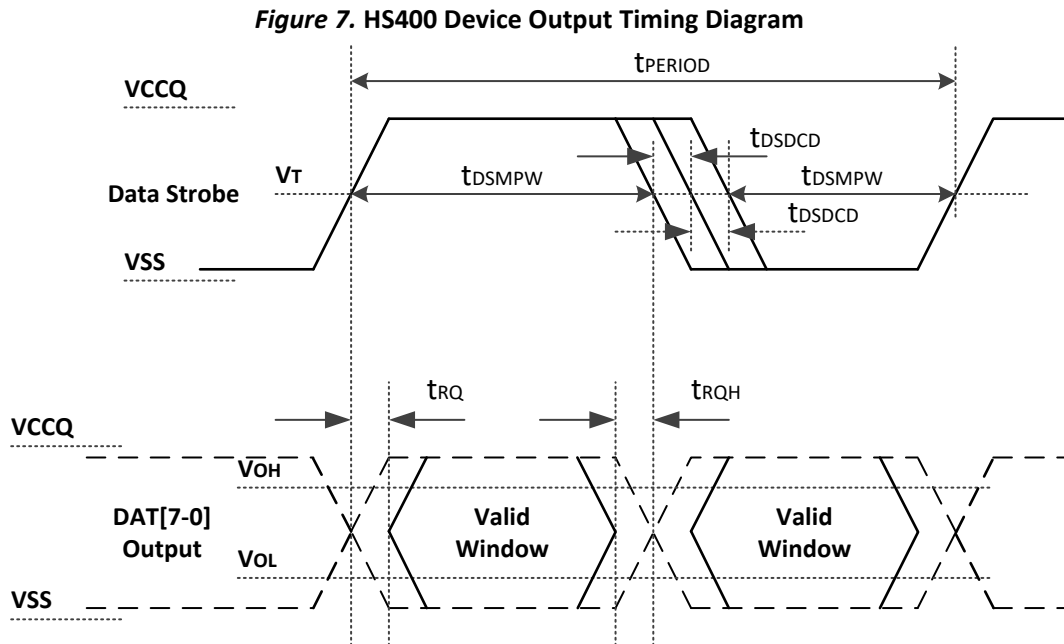 Figure 7. HS400 Device Output Timing Diagram
tPERIOD
VCCQ
tDSDCD
VT
tDSMPW
tDSMPW
Data Strobe
tDSDCD
VSS
tRQ
tRQH
VCCQ
VOH
DAT[7-0]
Output
Valid
Window
Valid
Window
VOL
VSS